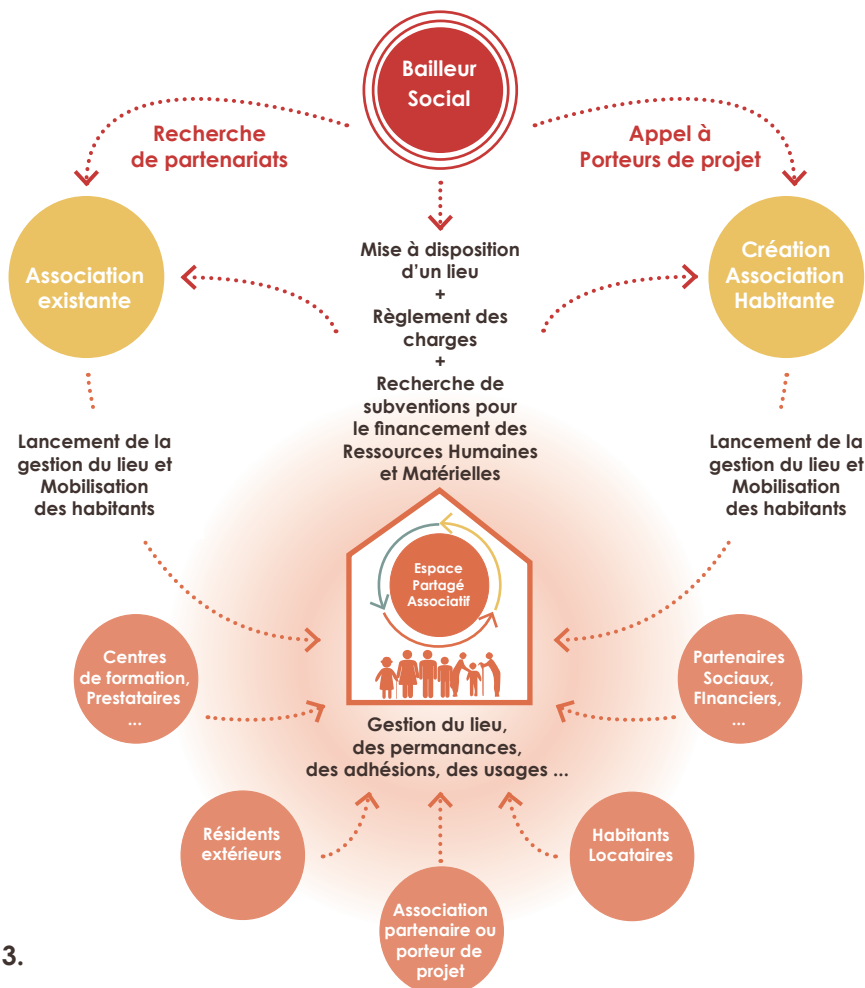 Bailleur
Social
Recherche
de partenariats
Appel à
Porteurs de projet
Association
existante
Mise à disposition
d'un lieu
+
Règlement des
charges
+
Recherche de
subventions pour
le financement des
Ressources Humaines
et Matérielles
Création
Association
Habitante
Lancement de la
gestion du lieu et
Mobilisation
des habitants
Lancement de la
gestion du lieu et
Mobilisation
des habitants
Espace
Partagé
Associatif
Centres
de formation,
Prestataires
...
Partenaires
Sociaux,
FInanciers,
...
Gestion du lieu,
des permanances,
des adhésions, des usages ...
Résidents
extérieurs
Habitants
Locataires
Association
partenaire ou
porteur de
projet
3.